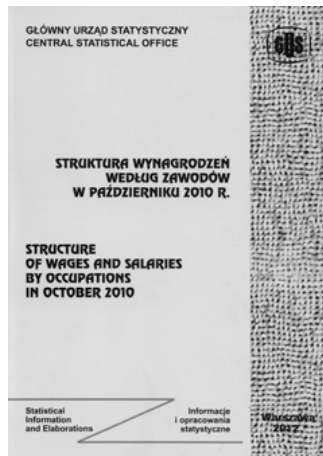 GŁÓWNY URZĄD STATYSTYCZNY
CENTRAL STATISTICAL OFFICE
GUS
STRUKTURA WYNAGRODZEŃ
WEDŁUG ZAWODÓW
W PAŹDZIERNIKU 2010 R.
STRUCTURE
OF WAGES AND SALARIES
BY OCCUPATIONS
IN OCTOBER 2010
Statistical
Information
and Elaborations
Informacje
i opracowania
statystyczne
Warszawa
2012